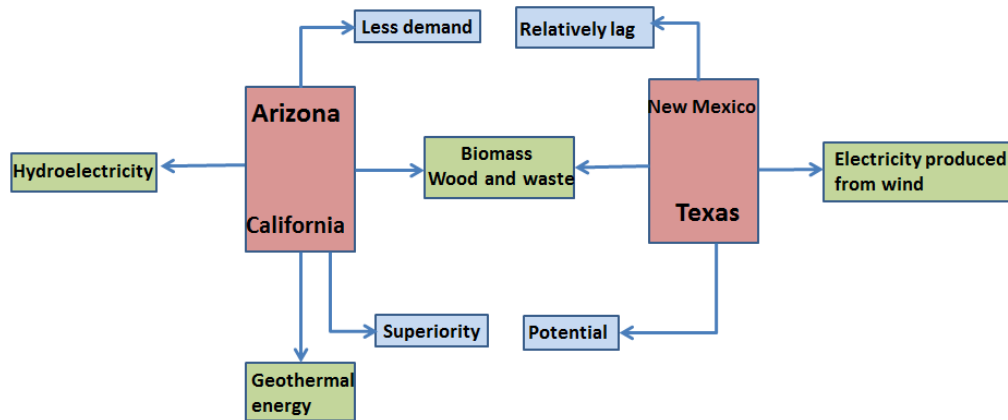 Less demand
Relatively lag
Arizona
New Mexico
Hydroelectricity
Biomass
Wood and waste
Electricity produced
from wind
California
Texas
Superiority
Potential
Geothermal
energy